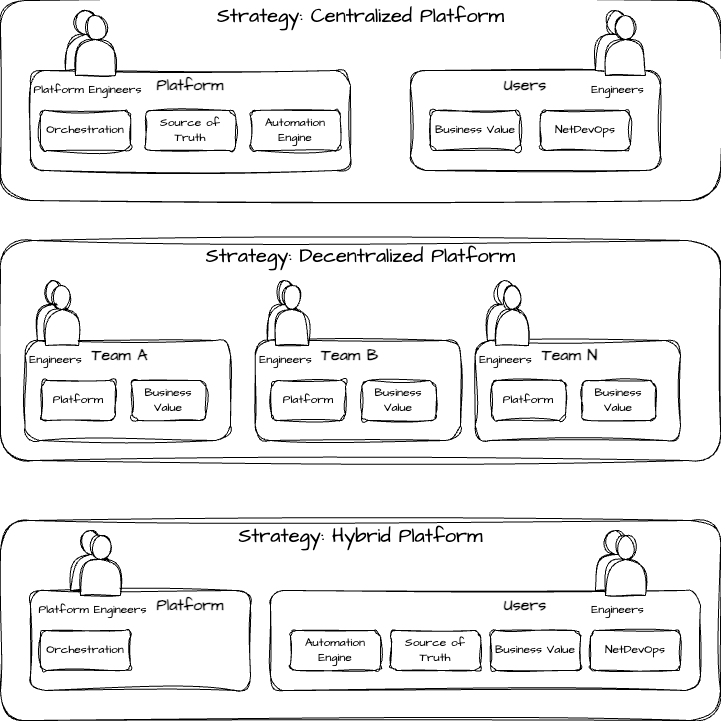 Strategy: Centralized Platform
Platform Engineers
Platform
Orchestration
Source of
Truth
Automation
Engine
Users
Engineers
Business Value
NetDevOps
Strategy: Decentralized Platform
Engineers
Team A
Platform
Business
Value
Engineers
Team B
Platform
Business
Value
Engineers
Team N
Platform
Business
Value
Strategy: Hybrid Platform
Platform Engineers
Platform
Orchestration
Users
Engineers
Automation
Engine
Source of
Truth
Business Value
NetDevOps